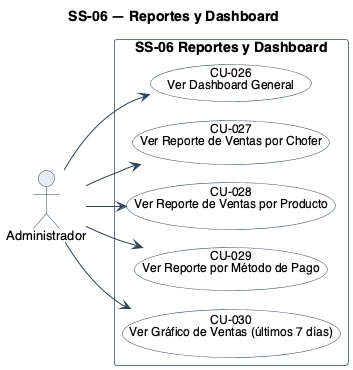 SS-06 — Reportes y Dashboard
SS-06 Reportes y Dashboard
CU-026
Ver Dashboard General
CU-027
Ver Reporte de Ventas por Chofer
CU-028
Ver Reporte de Ventas por Producto
Administrador
CU-029
Ver Reporte por Método de Pago
CU-030
Ver Gráfico de Ventas (últimos 7 días)